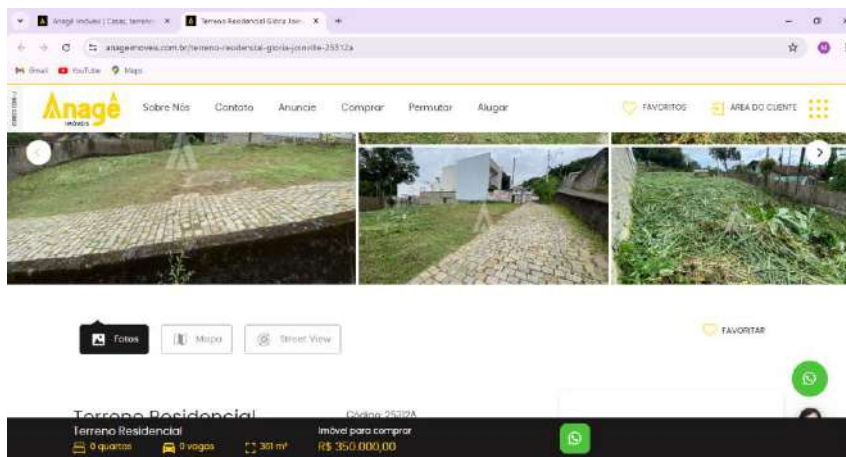 Anagê Imóveis | Casas, terreno
Terreno Residencial Glória Join
anageimoveis.com.br/terreno-residencial-gloria-joinville-25312a
Gmail
YouTube
Maps
Anagê
IMÓVEIS
Sobre Nós
Contato
Anuncie
Comprar
Permutar
Alugar
FAVORITOS
ÁREA DO CLIENTE
Fotos
Mapa
Street View
FAVORITAR
Terreno Residencial
Código: 25312A
Terreno Residencial
0 quartos
0 vagas
361 m²
Imóvel para comprar
R$ 350.000,00